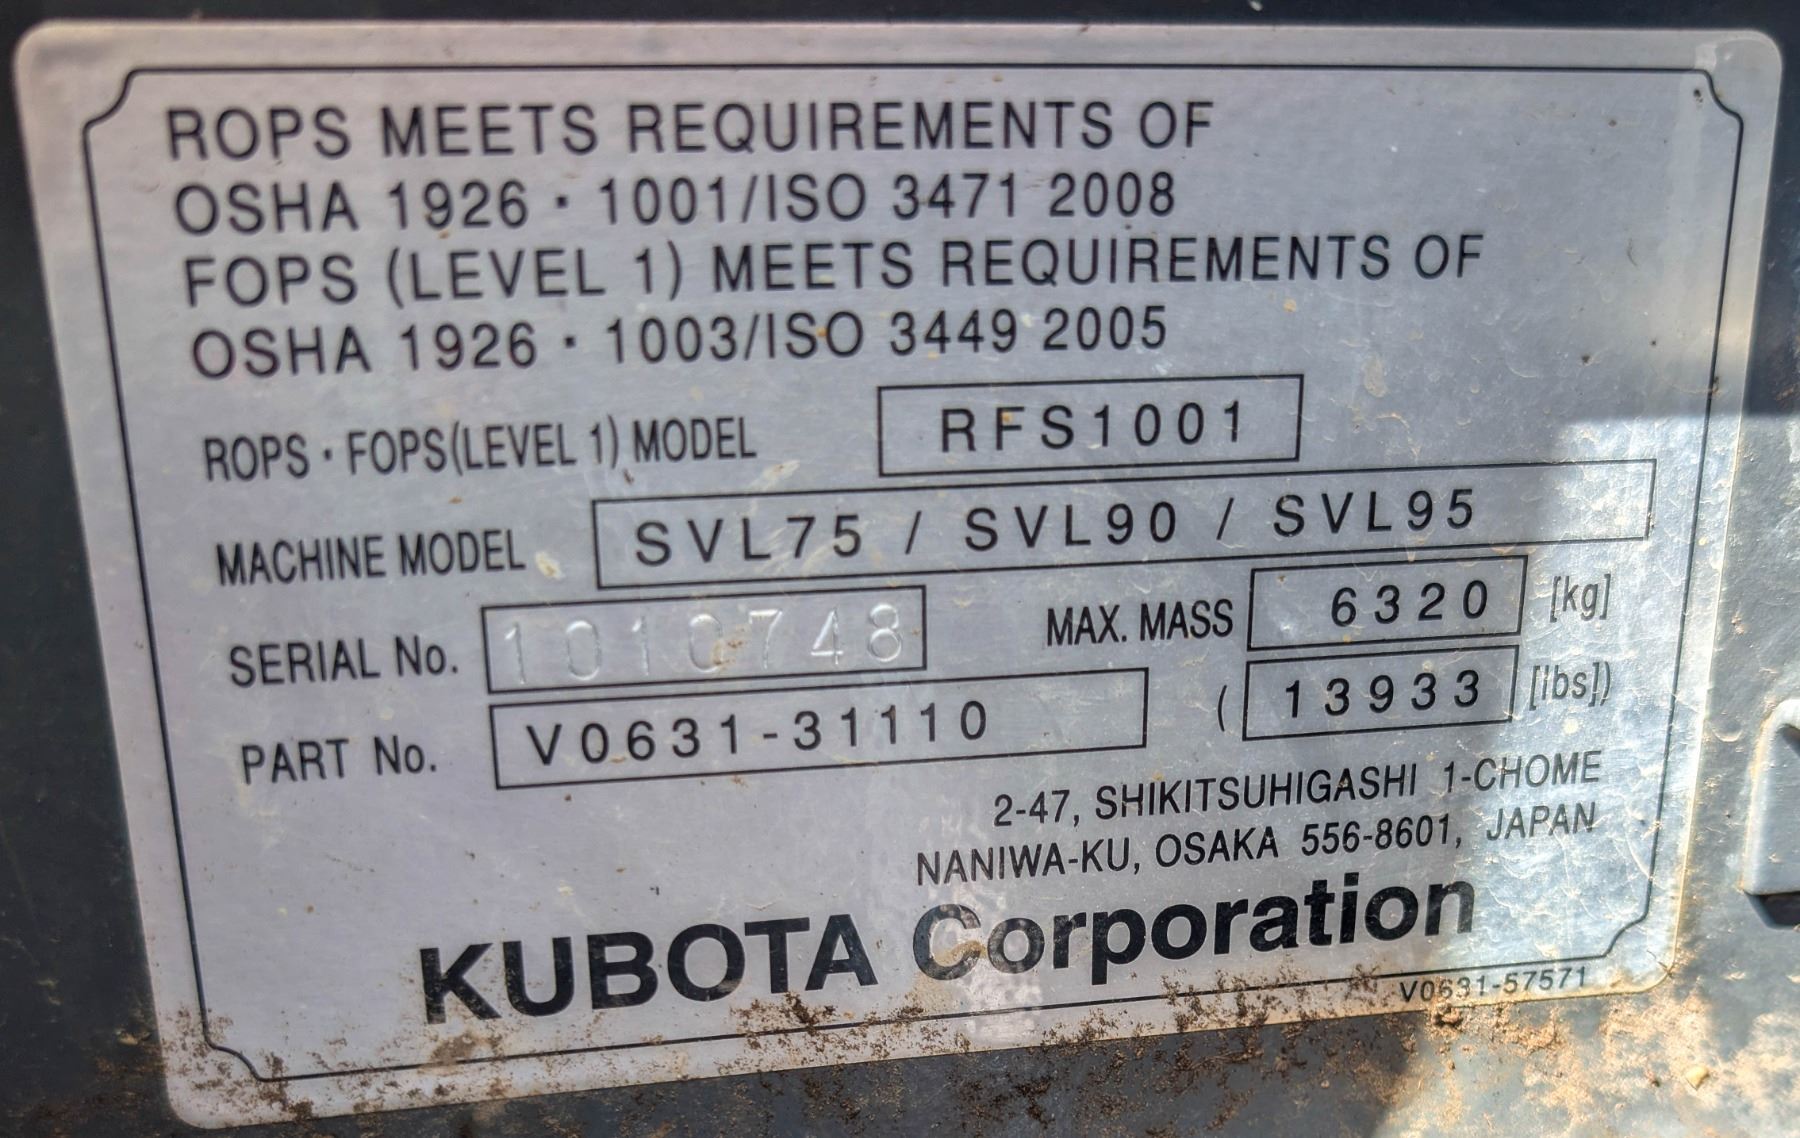 ROPS MEETS REQUIREMENTS OF
OSHA 1926・1001/ISO 3471 2008
FOPS (LEVEL 1) MEETS REQUIREMENTS OF
OSHA 1926・1003/ISO 3449 2005
ROPS・FOPS(LEVEL 1) MODEL RFS1001
MACHINE MODEL SVL75 / SVL90 / SVL95
SERIAL No. 1010748 MAX. MASS 6320 [kg]
PART No. V0631-31110 (13933 [lbs])
2-47, SHIKITSUHIGASHI 1-CHOME
NANIWA-KU, OSAKA 556-8601, JAPAN
KUBOTA Corporation
V0631-57571